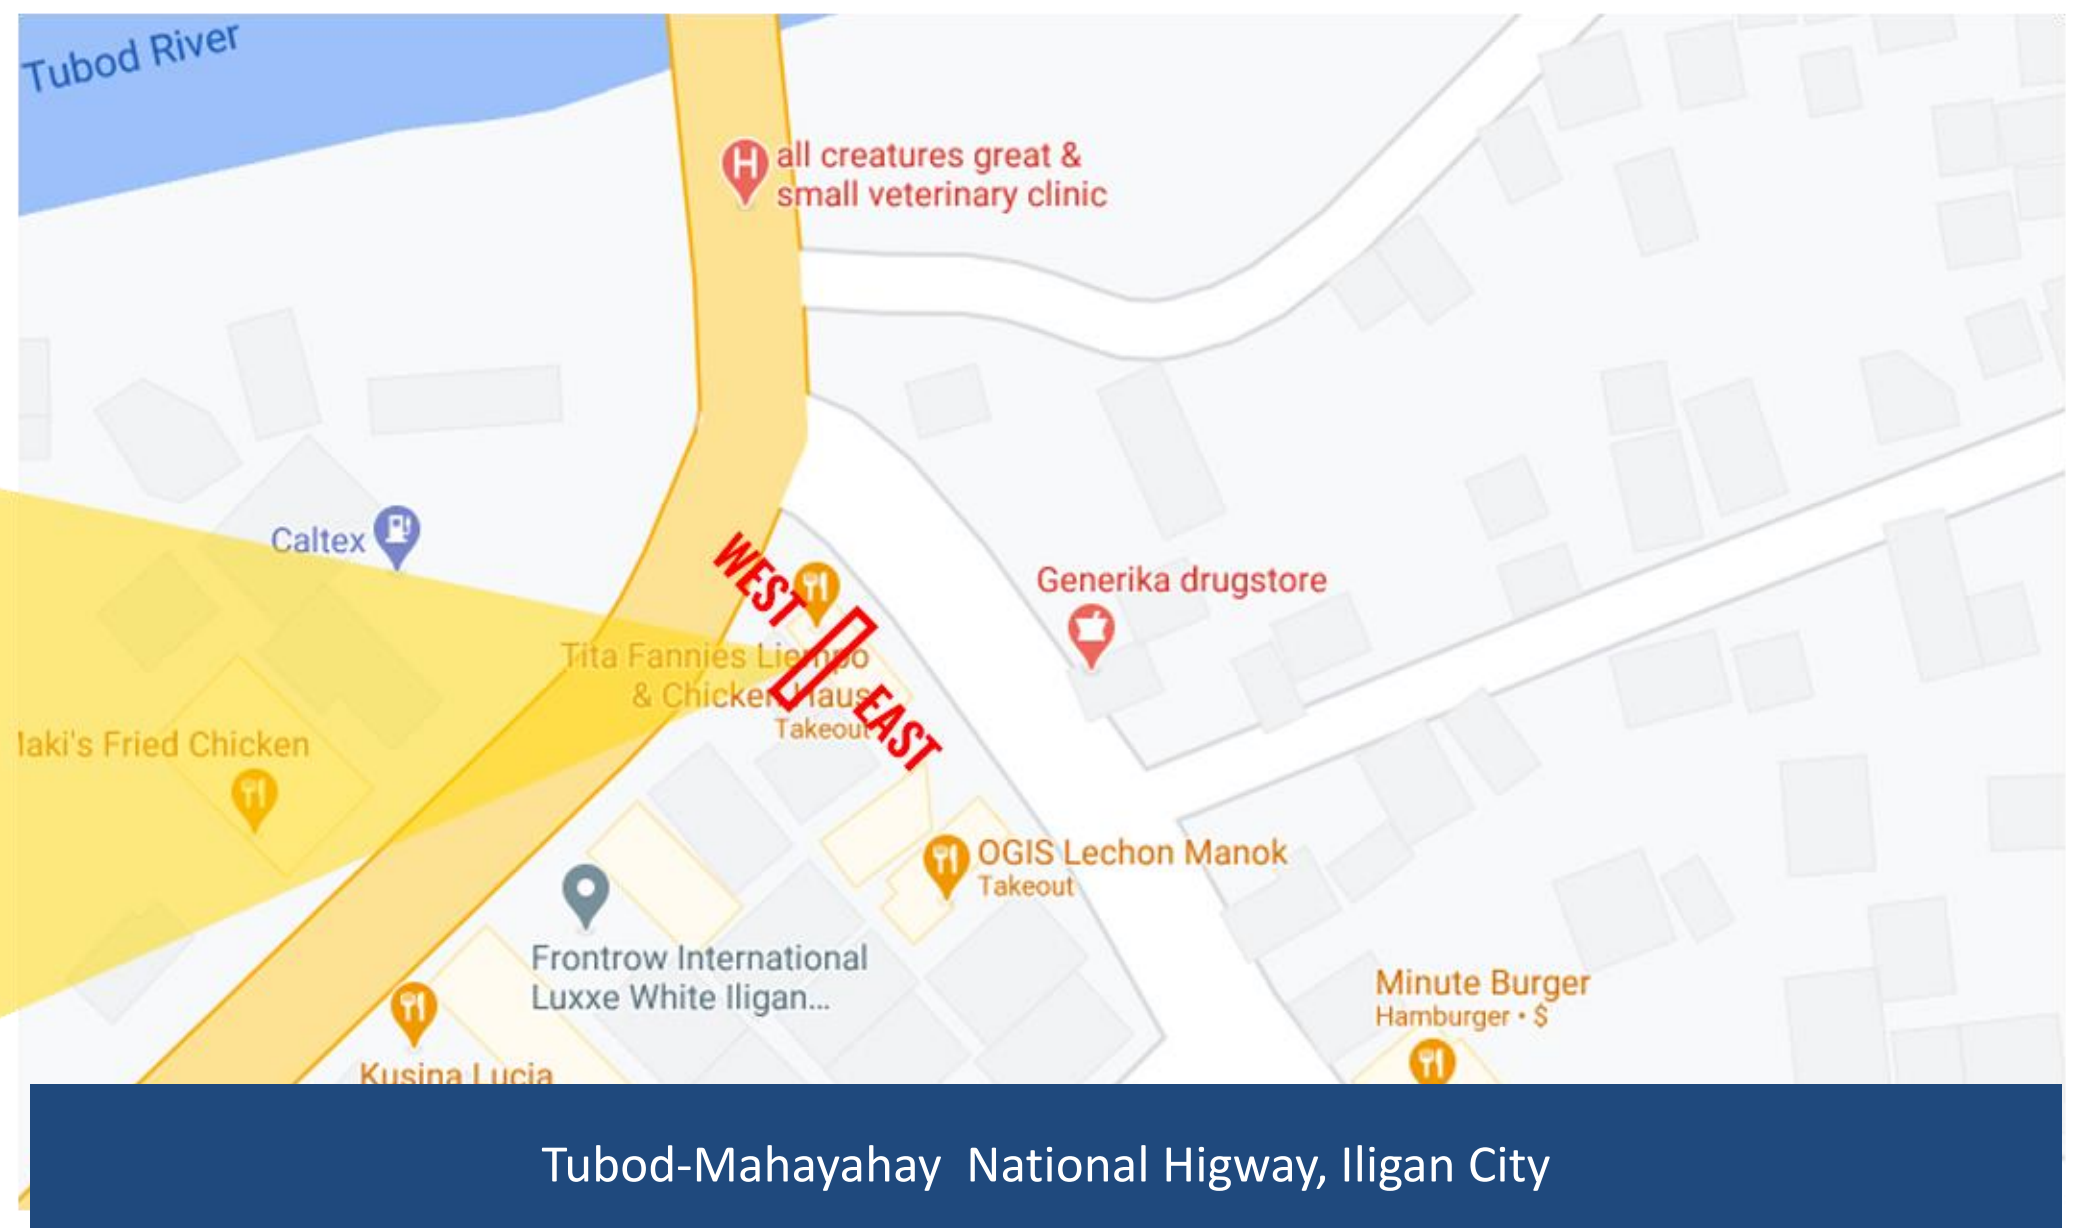 Tubod River
all creatures great &
small veterinary clinic
Caltex
WEST
Generika drugstore
Tita Fannies Liempo
& Chicken Haus
Takeout
EAST
aki's Fried Chicken
OGIS Lechon Manok
Takeout
Frontrow International
Luxxe White Iligan...
Minute Burger
Hamburger • $
Kusina Lucia
Tubod-Mahayahay National Higway, Iligan City